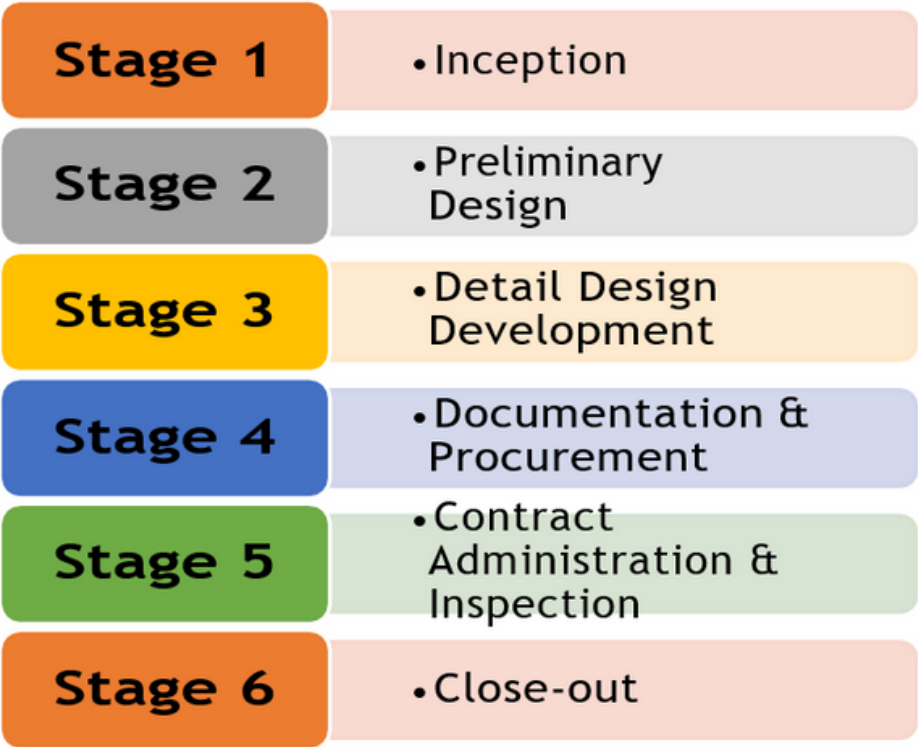 Stage 1
•Inception
Stage 2
•Preliminary
Design
Stage 3
•Detail Design
Development
Stage 4
•Documentation &
Procurement
Stage 5
•Contract
Administration &
Inspection
Stage 6
•Close-out